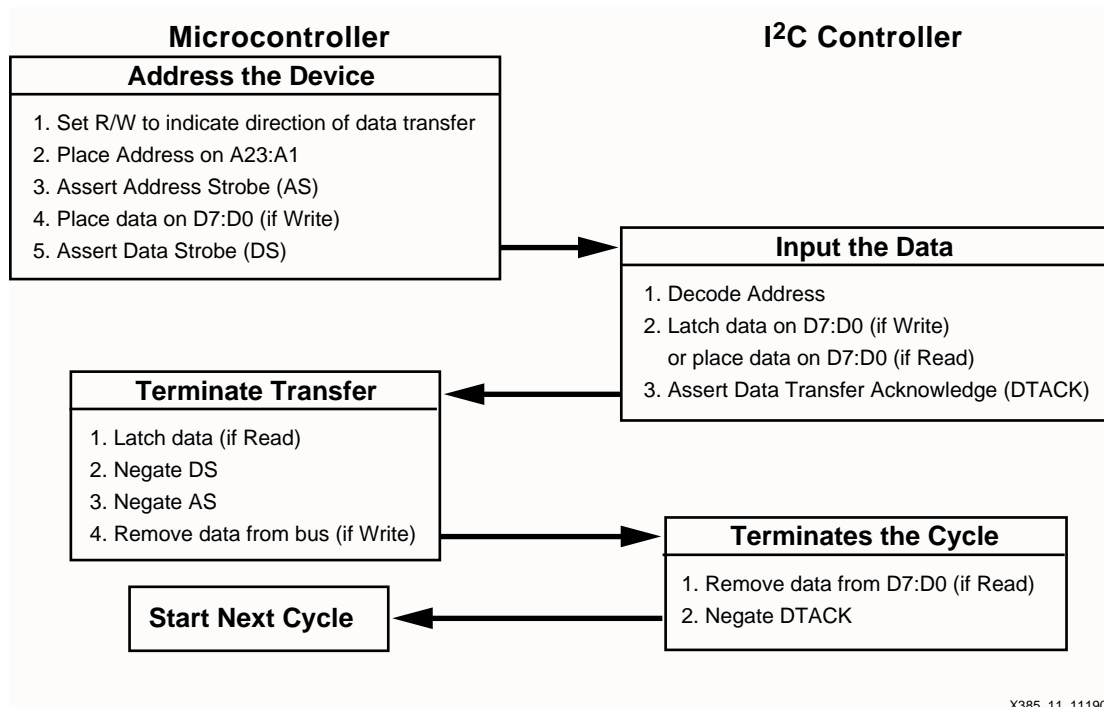 Microcontroller
I²C Controller
Address the Device
1. Set R/W to indicate direction of data transfer
2. Place Address on A23:A1
3. Assert Address Strobe (AS)
4. Place data on D7:D0 (if Write)
5. Assert Data Strobe (DS)
Input the Data
1. Decode Address
2. Latch data on D7:D0 (if Write)
or place data on D7:D0 (if Read)
3. Assert Data Transfer Acknowledge (DTACK)
Terminate Transfer
1. Latch data (if Read)
2. Negate DS
3. Negate AS
4. Remove data from bus (if Write)
Terminates the Cycle
1. Remove data from D7:D0 (if Read)
2. Negate DTACK
Start Next Cycle